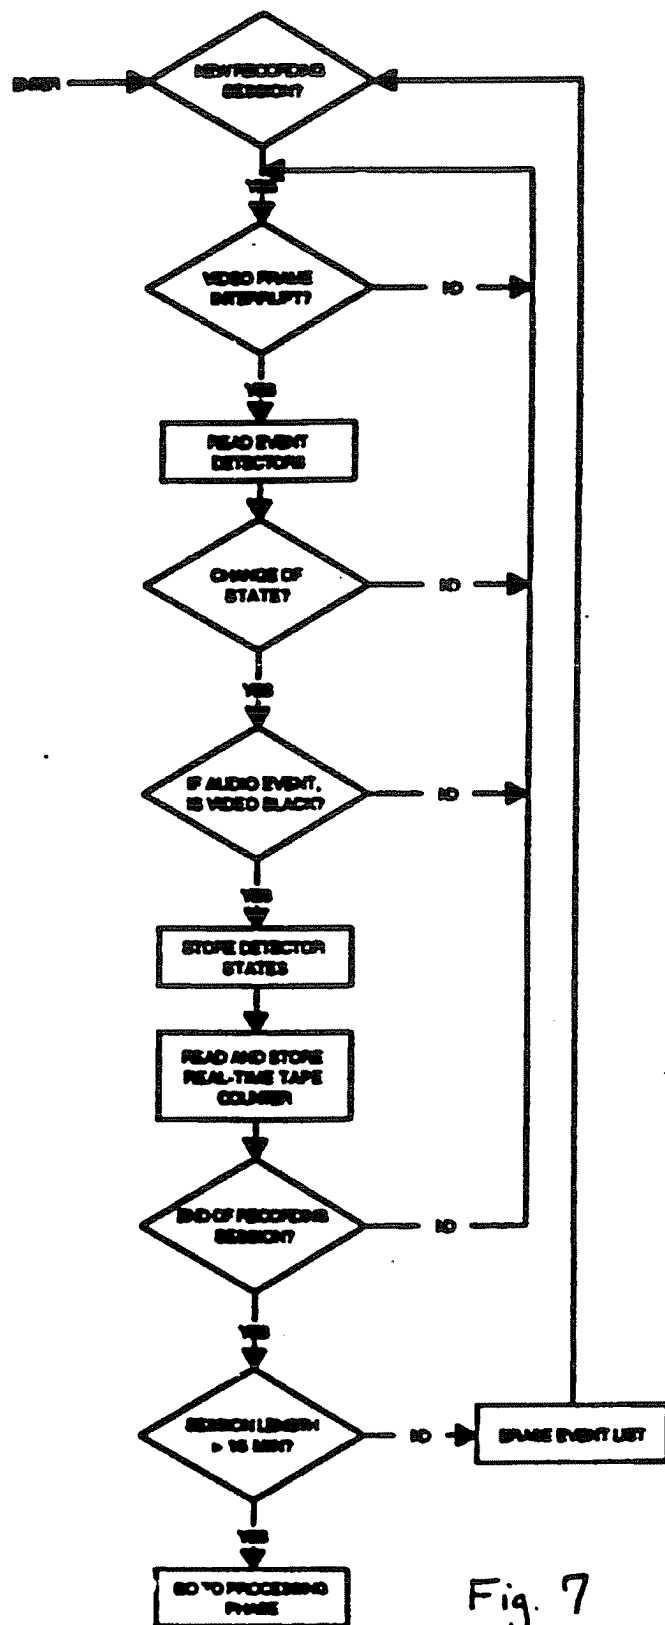 ENTER
NEW RECORDING
SESSION?
YES
VIDEO FRAME
INTERRUPT?
NO
YES
READ EVENT
DETECTORS
CHANGE OF
STATE?
NO
YES
IF AUDIO EVENT,
IS VIDEO BLACK?
NO
YES
STORE DETECTOR
STATES
READ AND STORE
REAL-TIME TAPE
COUNTER
END OF RECORDING
SESSION?
NO
YES
SESSION LENGTH
> 15 MIN?
NO
ERASE EVENT LIST
YES
GO TO PROCESSING
PHASE
Fig. 7